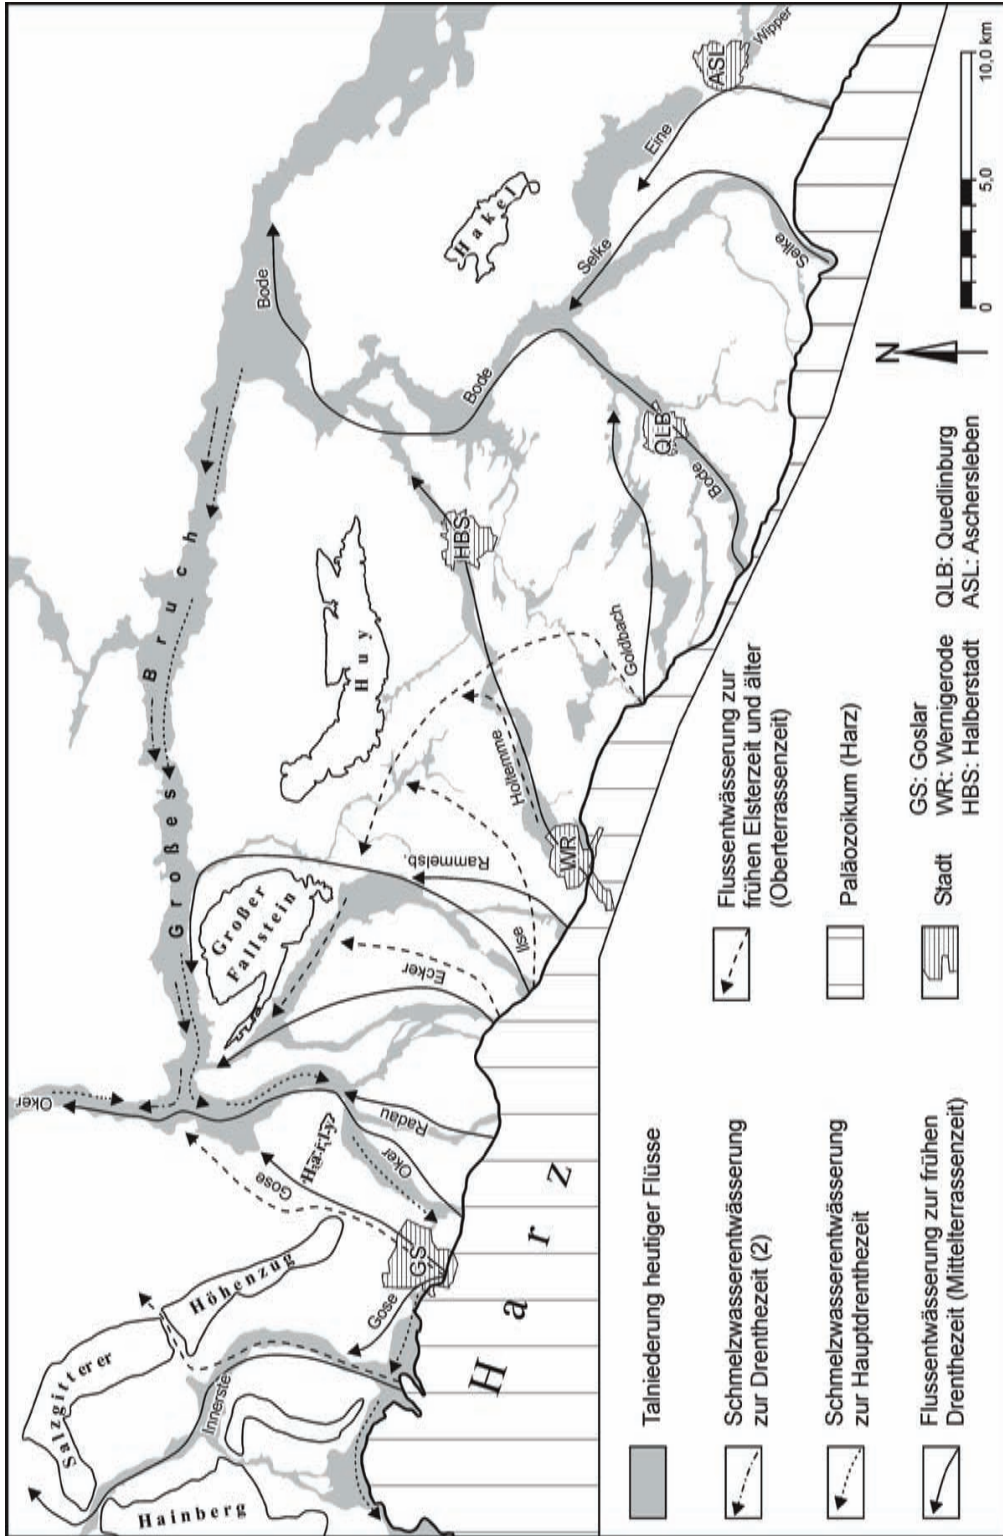 Salzgitterer
Höhenzug
Hainberg
Innerste
Gose
Gose
GS
Oker
Oker
Radau
Harly
Ecker
Ilse
Rammelsb.
Großer
Fallstein
Großes Bruch
Huy
Holtemme
WR
HBS
Goldbach
Bode
QLB
Bode
Bode
Hakel
Selke
Selke
Eine
ASL
Wipper
Harz
Talniederung heutiger Flüsse
Schmelzwasserentwässerung
zur Drenthezeit (2)
Schmelzwasserentwässerung
zur Hauptdrenthezeit
Flussentwässerung zur frühen
Drenthezeit (Mittelterrassenzeit)
Flussentwässerung zur
frühen Elsterzeit und älter
(Oberterrassenzeit)
Paläozoikum (Harz)
Stadt
GS: Goslar
WR: Wernigerode
HBS: Halberstadt
QLB: Quedlinburg
ASL: Aschersleben
N
0 5,0 10,0 km